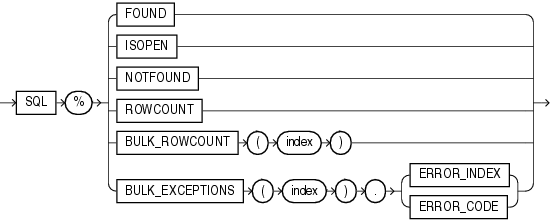 FOUND
ISOPEN
NOTFOUND
SQL % ROWCOUNT
BULK_ROWCOUNT ( index )
BULK_EXCEPTIONS ( index ) . ERROR_INDEX
ERROR_CODE